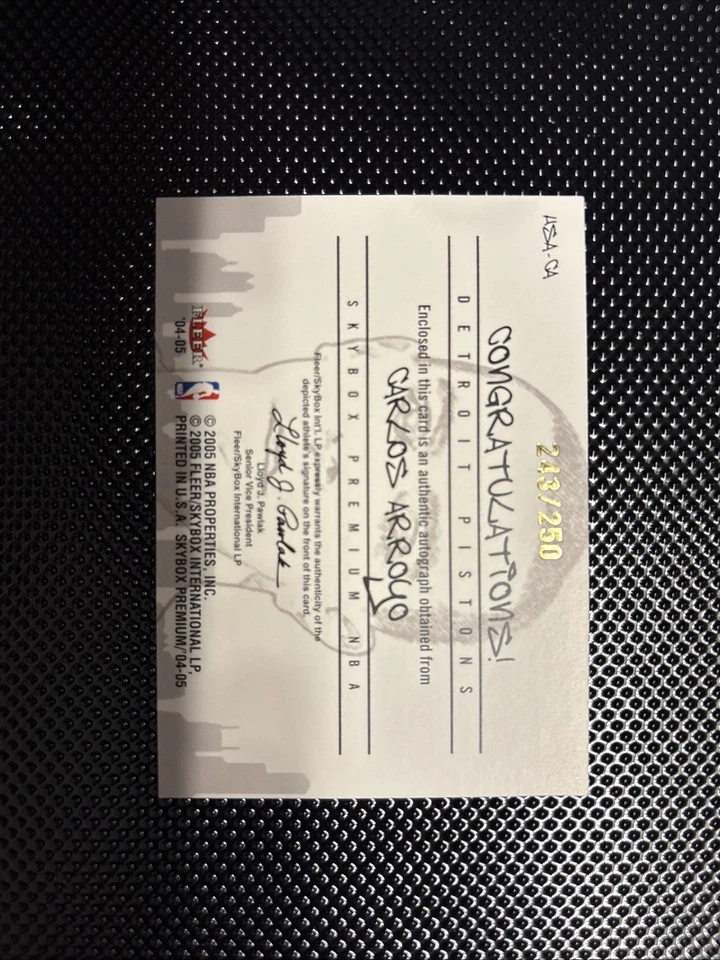 HSA-CA
243/250
CONGRATULATIONS!
DETROIT PISTONS
Enclosed in this card is an authentic autograph obtained from
CARLOS ARROYO
SKYBOX PREMIUM NBA
Fleer/SkyBox Int'l. LP expressly warrants the authenticity of the
depicted athlete's signature on the front of this card.
Lloyd J. Pawlak
Lloyd J. Pawlak
Senior Vice President
Fleer/SkyBox International LP
FLEER
'04-05
© 2005 NBA PROPERTIES, INC.
© 2005 FLEER/SKYBOX INTERNATIONAL LP,
PRINTED IN U.S.A. SKYBOX PREMIUM/'04-05